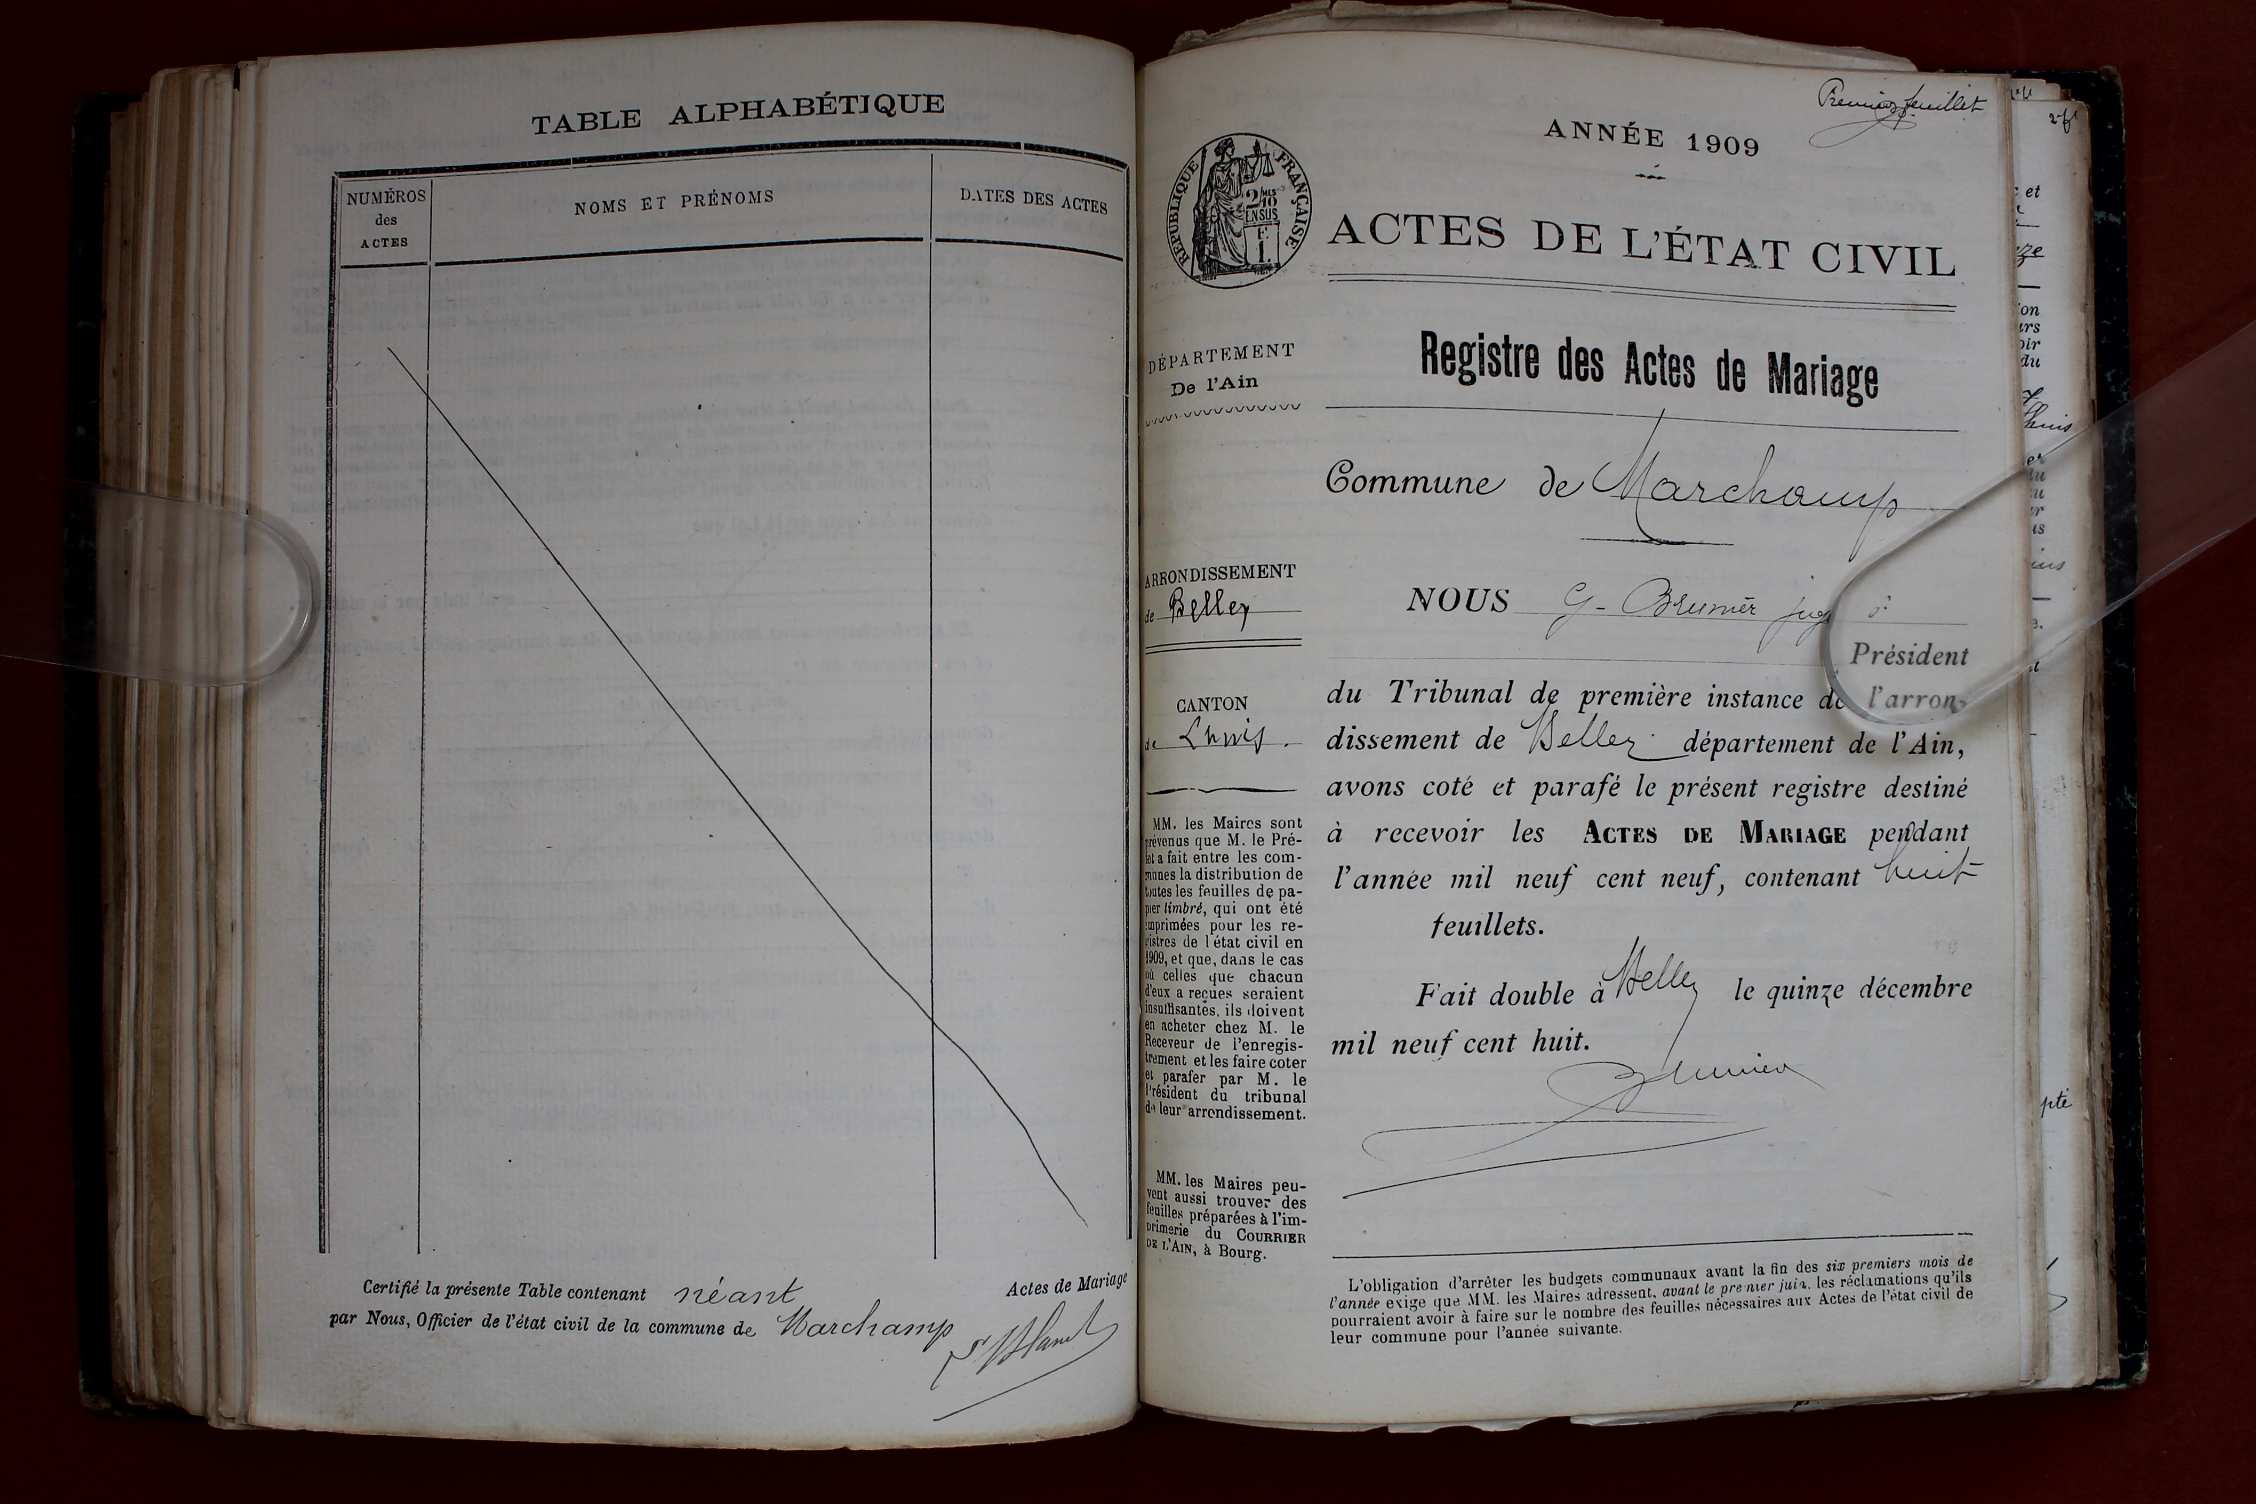 TABLE ALPHABÉTIQUE
NUMÉROS
des
ACTES
NOMS ET PRÉNOMS
DATES DES ACTES
Certifié la présente Table contenant néant Actes de Mariage
par Nous, Officier de l'état civil de la commune de Marchamp
Premier feuillet
ANNÉE 1909
RÉPUBLIQUE FRANÇAISE
2/10
EN SUS
ACTES DE L'ÉTAT CIVIL
DÉPARTEMENT
De l'Ain
Registre des Actes de Mariage
Commune de Marchamp
ARRONDISSEMENT
de Belley
CANTON
de Lhuis.
NOUS G. Brunier
Président
du Tribunal de première instance de l'arron-
dissement de Belley département de l'Ain,
avons coté et parafé le présent registre destiné
à recevoir les ACTES DE MARIAGE pendant
l'année mil neuf cent neuf, contenant huit
feuillets.
Fait double à Belley le quinze décembre
mil neuf cent huit.
Brunier
MM. les Maires sont
prévenus que M. le Pré-
fet a fait entre les com-
munes la distribution de
toutes les feuilles de pa-
pier timbré, qui ont été
imprimées pour les re-
gistres de l'état civil en
1909, et que, dans le cas
où celles que chacun
d'eux a reçues seraient
insuffisantes, ils doivent
en acheter chez M. le
Receveur de l'enregis-
trement et les faire coter
et parafer par M. le
Président du tribunal
de leur arrondissement.
MM. les Maires peu-
vent aussi trouver des
feuilles préparées à l'im-
primerie du COURRIER
DE L'AIN, à Bourg.
L'obligation d'arrêter les budgets communaux avant la fin des six premiers mois de
l'année exige que MM. les Maires adressent, avant le premier juin, les réclamations qu'ils
pourraient avoir à faire sur le nombre des feuilles nécessaires aux Actes de l'état civil de
leur commune pour l'année suivante.